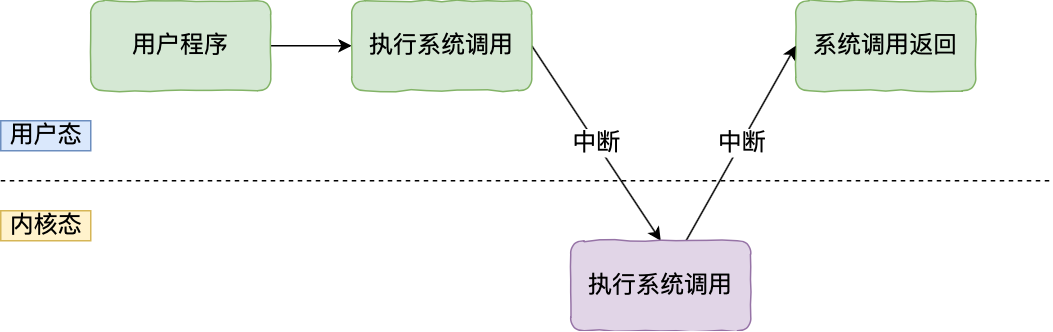 用户程序
执行系统调用
系统调用返回
用户态
中断
中断
内核态
执行系统调用